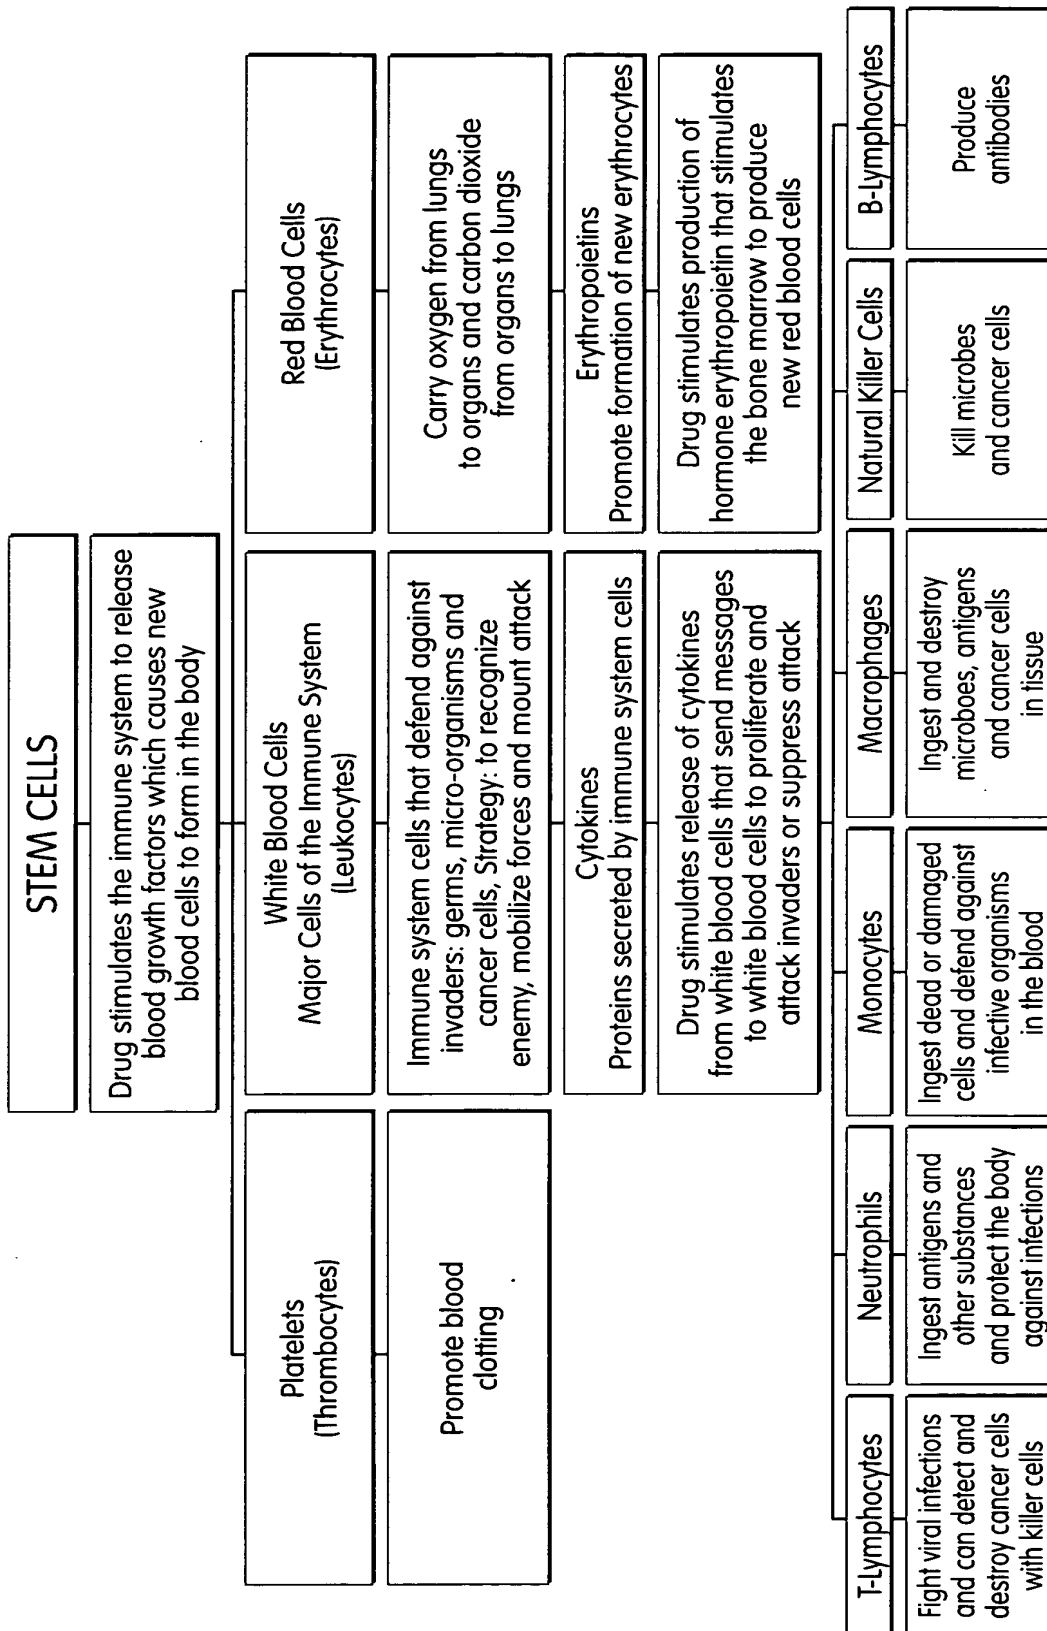 STEM CELLS
Drug stimulates the immune system to release
blood growth factors which causes new
blood cells to form in the body
Platelets
(Thrombocytes)
Promote blood
clotting
White Blood Cells
Major Cells of the Immune System
(Leukocytes)
Immune system cells that defend against
invaders: germs, micro-organisms and
cancer cells, Strategy: to recognize
enemy, mobilize forces and mount attack
Cytokines
Proteins secreted by immune system cells
Drug stimulates release of cytokines
from white blood cells that send messages
to white blood cells to proliferate and
attack invaders or suppress attack
Red Blood Cells
(Erythrocytes)
Carry oxygen from lungs
to organs and carbon dioxide
from organs to lungs
Erythropoietins
Promote formation of new erythrocytes
Drug stimulates production of
hormone erythropoietin that stimulates
the bone marrow to produce
new red blood cells
T-Lymphocytes
Fight viral infections
and can detect and
destroy cancer cells
with killer cells
Neutrophils
Ingest antigens and
other substances
and protect the body
against infections
Monocytes
Ingest dead or damaged
cells and defend against
infective organisms
in the blood
Macrophages
Ingest and destroy
microboes, antigens
and cancer cells
in tissue
Natural Killer Cells
Kill microbes
and cancer cells
B-Lymphocytes
Produce
antibodies